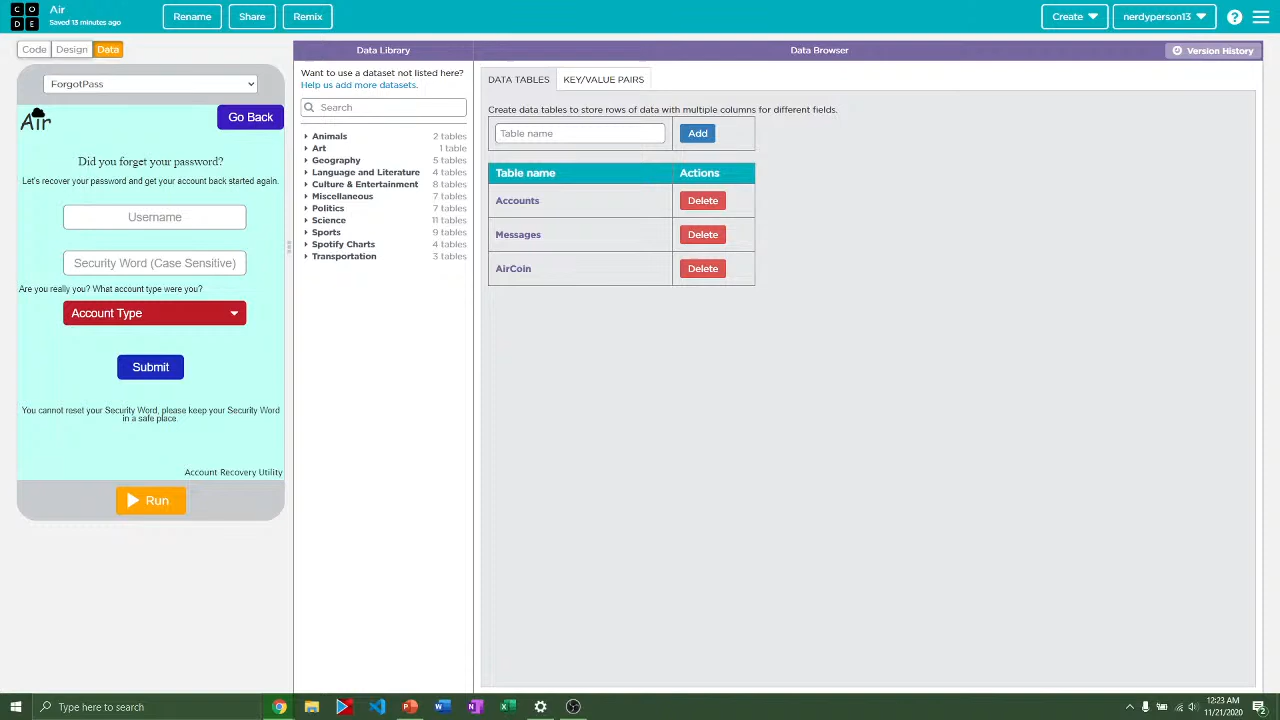 CODE
Air
Saved 13 minutes ago
Rename
Share
Remix
Create
nerdyperson13
?
Code
Design
Data
ForgotPass
Air
Go Back
Did you forget your password?
Let's recover your password and get your account back started again.
Username
Security Word (Case Sensitive)
Are you really you? What account type were you?
Account Type
Submit
You cannot reset your Security Word, please keep your Security Word
in a safe place
Account Recovery Utility
Run
Data Library
Want to use a dataset not listed here?
Help us add more datasets.
Search
Animals 2 tables
Art 1 table
Geography 5 tables
Language and Literature 4 tables
Culture & Entertainment 8 tables
Miscellaneous 7 tables
Politics 7 tables
Science 11 tables
Sports 9 tables
Spotify Charts 4 tables
Transportation 3 tables
Data Browser
Version History
DATA TABLES
KEY/VALUE PAIRS
Create data tables to store rows of data with multiple columns for different fields.
Table name
Add
Table name Actions
Accounts Delete
Messages Delete
AirCoin Delete
Type here to search
12:23 AM
11/21/2020